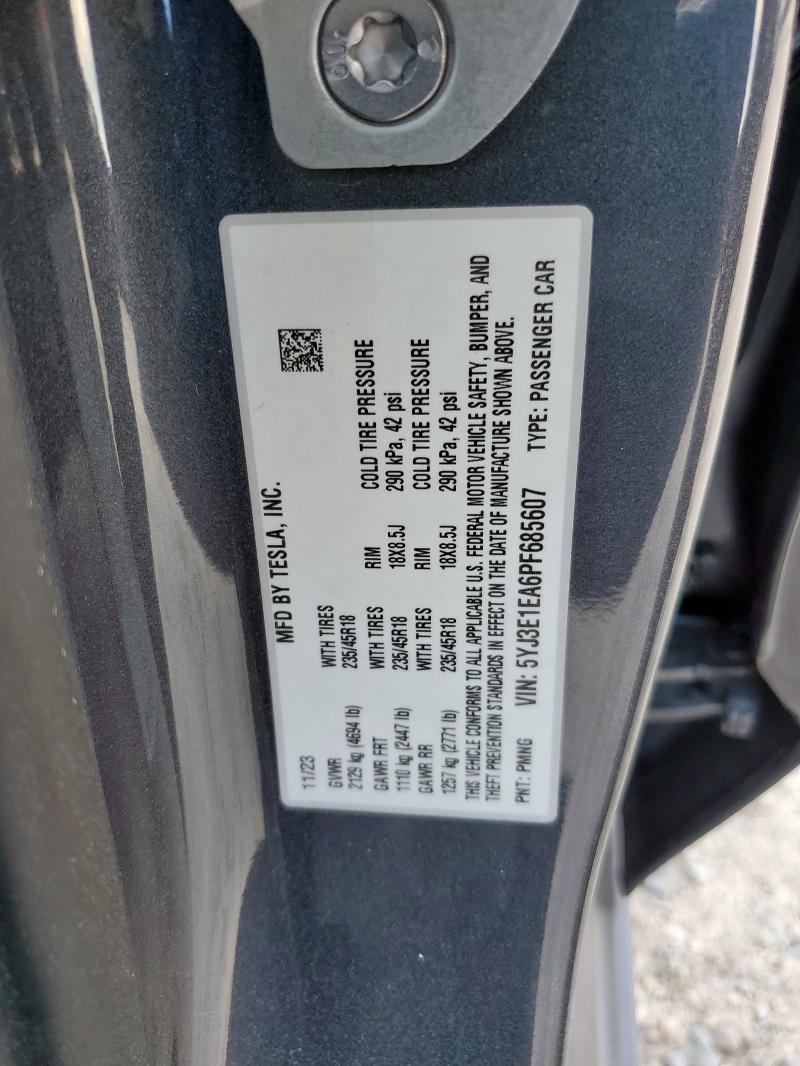 MFD BY TESLA, INC.
11/23
GVWR WITH TIRES
2129 kg (4694 lb) 235/45R18
GAWR FRT WITH TIRES RIM COLD TIRE PRESSURE
1110 kg (2447 lb) 235/45R18 18X8.5J 290 kPa, 42 psi
GAWR RR WITH TIRES RIM COLD TIRE PRESSURE
1257 kg (2771 lb) 235/45R18 18X8.5J 290 kPa, 42 psi
THIS VEHICLE CONFORMS TO ALL APPLICABLE U.S. FEDERAL MOTOR VEHICLE SAFETY, BUMPER, AND
THEFT PREVENTION STANDARDS IN EFFECT ON THE DATE OF MANUFACTURE SHOWN ABOVE.
PNT: PMNG VIN: 5YJ3E1EA6PF685607 TYPE: PASSENGER CAR